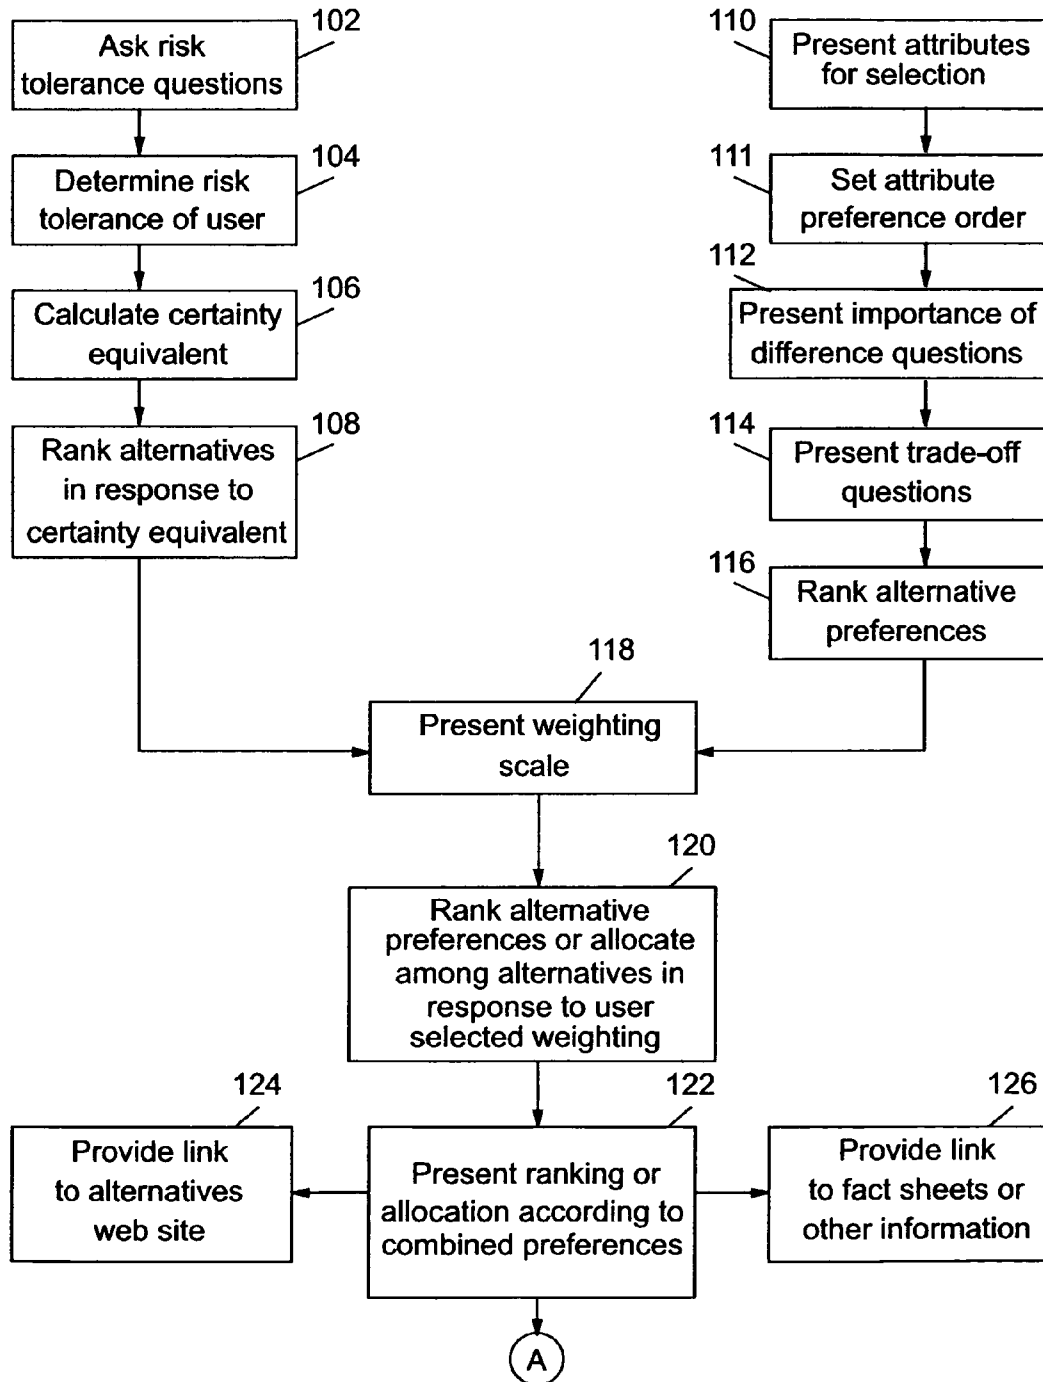 102
Ask risk
tolerance questions
104
Determine risk
tolerance of user
106
Calculate certainty
equivalent
108
Rank alternatives
in response to
certainty equivalent
110
Present attributes
for selection
111
Set attribute
preference order
112
Present importance of
difference questions
114
Present trade-off
questions
116
Rank alternative
preferences
118
Present weighting
scale
120
Rank alternative
preferences or allocate
among alternatives in
response to user
selected weighting
124
Provide link
to alternatives
web site
122
Present ranking or
allocation according to
combined preferences
126
Provide link
to fact sheets or
other information
A